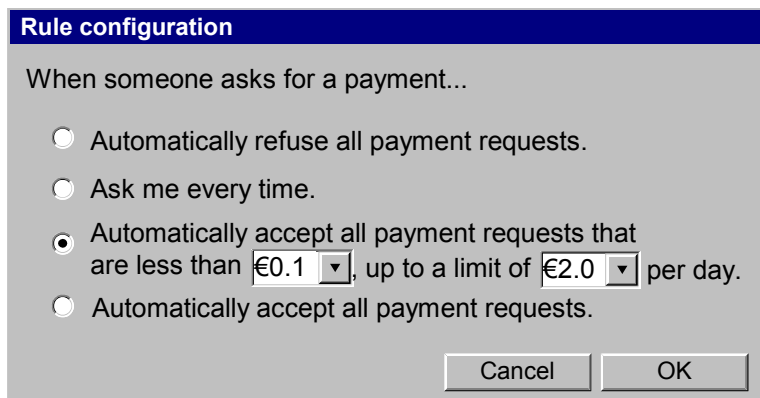 Rule configuration
When someone asks for a payment...
Automatically refuse all payment requests.
Ask me every time.
Automatically accept all payment requests that
are less than €0.1 , up to a limit of €2.0 per day.
Automatically accept all payment requests.
Cancel OK